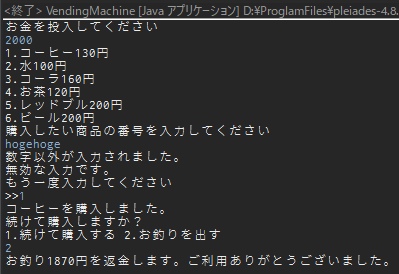 <終了> VendingMachine [Java アプリケーション] D:¥ProglamFiles¥pleiades-4.8.
お金を投入してください
2000
1.コーヒー130円
2.水100円
3.コーラ160円
4.お茶120円
5.レッドブル200円
6.ビール200円
購入したい商品の番号を入力してください
hogehoge
数字以外が入力されました。
無効な入力です。
もう一度入力してください
>>1
コーヒーを購入しました。
続けて購入しますか？
1.続けて購入する 2.お釣りを出す
2
お釣り1870円を返金します。ご利用ありがとうございました。